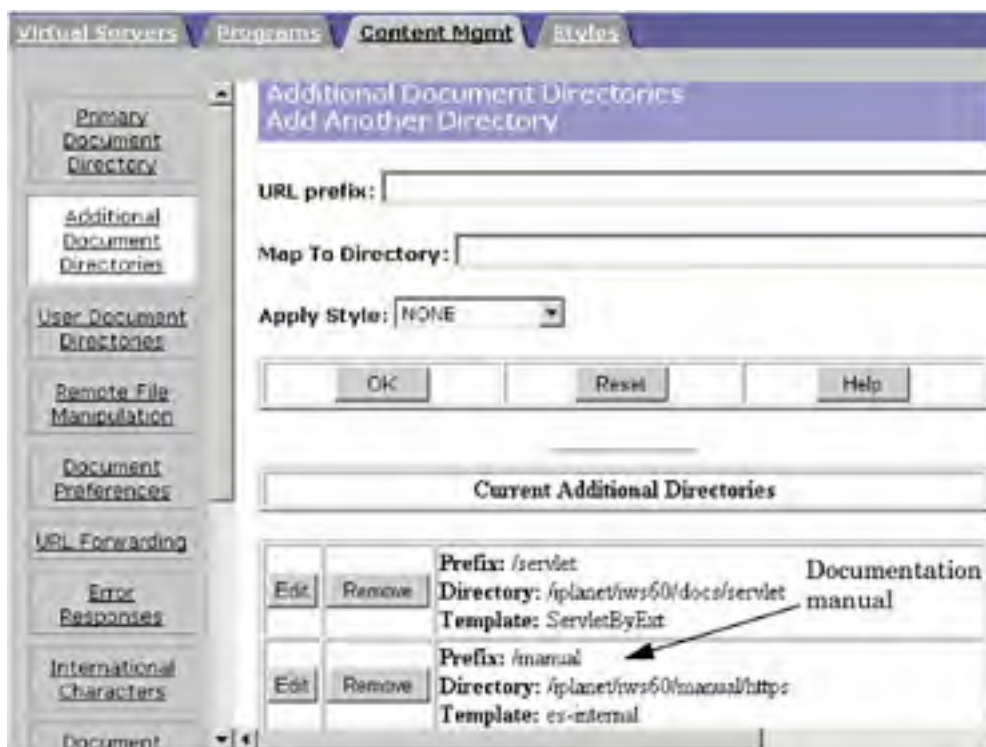 Virtual Servers Programs Content Mgmt Styles
Primary
Document
Directory
Additional
Document
Directories
User Document
Directories
Remote File
Manipulation
Document
Preferences
URL Forwarding
Error
Responses
International
Characters
Document
Additional Document Directories
Add Another Directory
URL prefix:
Map To Directory:
Apply Style: NONE
OK Reset Help
Current Additional Directories
Edit Remove
Prefix: /servlet
Directory: /iplanet/iws60/docs/servlet
Template: ServletByExt
Documentation
manual
Edit Remove
Prefix: /manual
Directory: /iplanet/iws60/manual/https
Template: es-internal